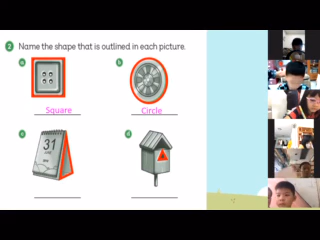 2 Name the shape that is outlined in each picture.
a
b
Square
Circle
c
d
31